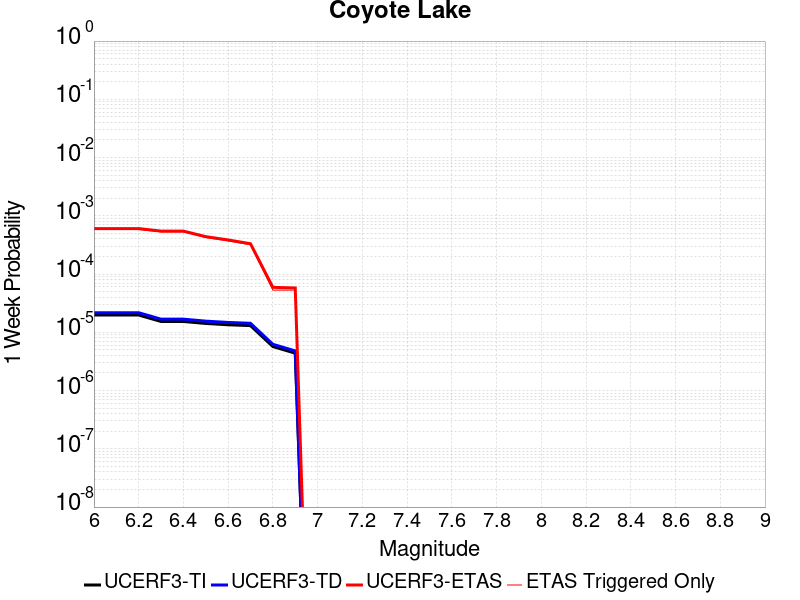 Coyote Lake
10^0
10^-1
10^-2
10^-3
10^-4
10^-5
10^-6
10^-7
10^-8
1 Week Probability
6 6.2 6.4 6.6 6.8 7 7.2 7.4 7.6 7.8 8 8.2 8.4 8.6 8.8 9
Magnitude
UCERF3-TI UCERF3-TD UCERF3-ETAS ETAS Triggered Only